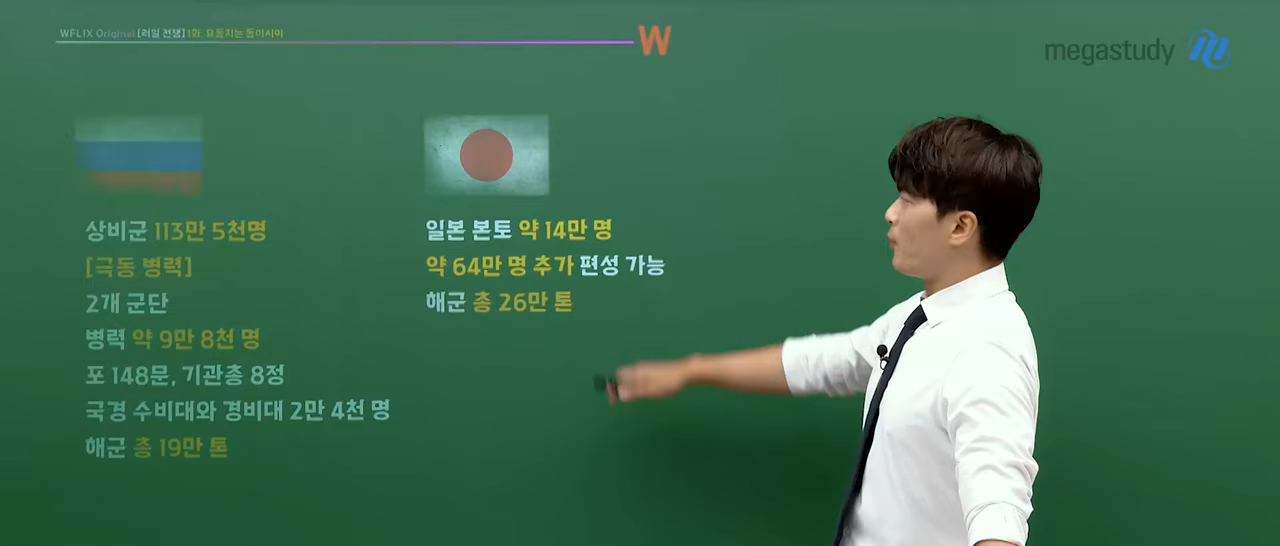 WFLIX Original [러일 전쟁] 1화. 요동치는 동아시아
W
megastudy
상비군 113만 5천명
[극동 병력]
2개 군단
병력 약 9만 8천 명
포 148문, 기관총 8정
국경 수비대와 경비대 2만 4천 명
해군 총 19만 톤
일본 본토 약 14만 명
약 64만 명 추가 편성 가능
해군 총 26만 톤